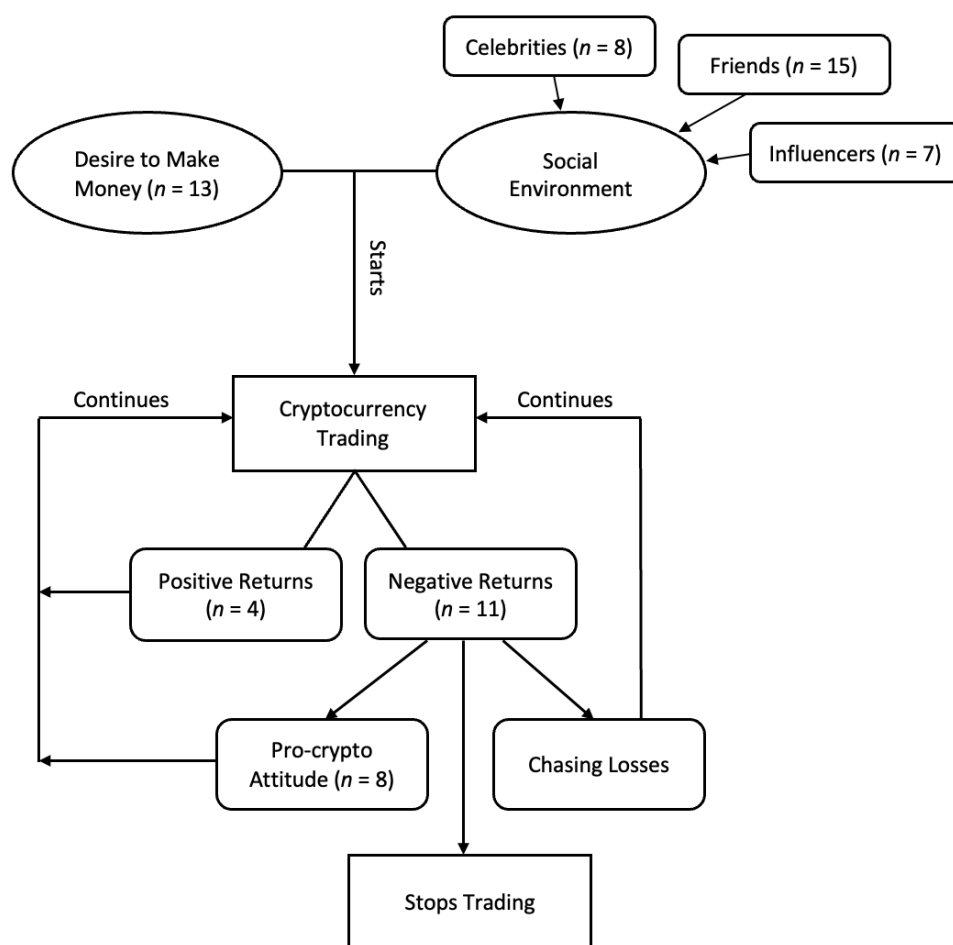 Celebrities (n = 8)
Friends (n = 15)
Influencers (n = 7)
Desire to Make
Money (n = 13)
Social
Environment
Starts
Continues
Continues
Cryptocurrency
Trading
Positive Returns
(n = 4)
Negative Returns
(n = 11)
Pro-crypto
Attitude (n = 8)
Chasing Losses
Stops Trading